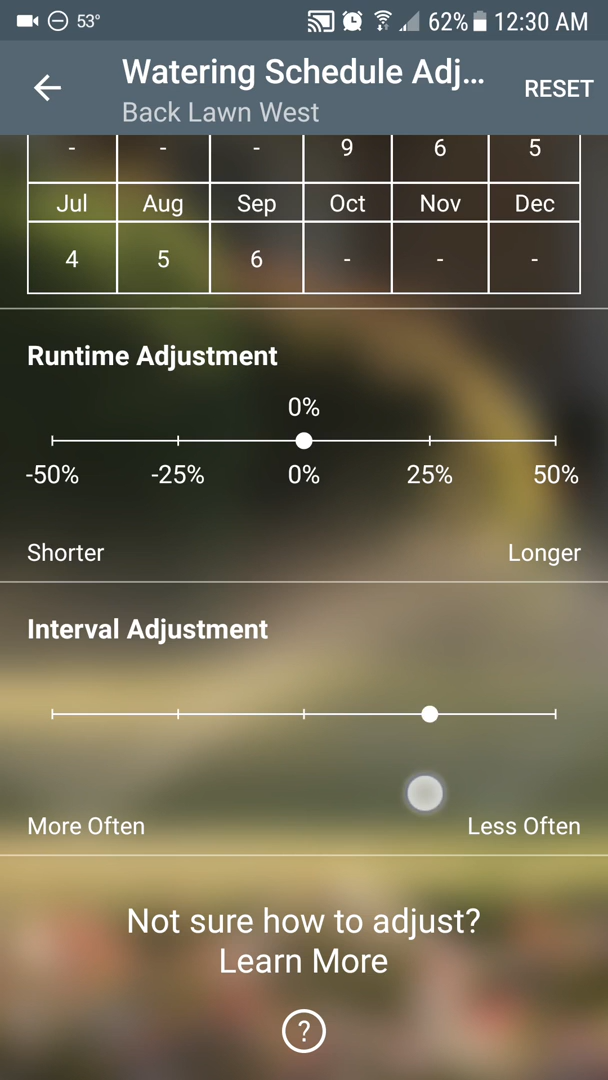 53° 62% 12:30 AM
Watering Schedule Adj... RESET
Back Lawn West
- - - 9 6 5
Jul Aug Sep Oct Nov Dec
4 5 6 - - -
Runtime Adjustment
0%
-50% -25% 0% 25% 50%
Shorter Longer
Interval Adjustment
More Often Less Often
Not sure how to adjust?
Learn More
?